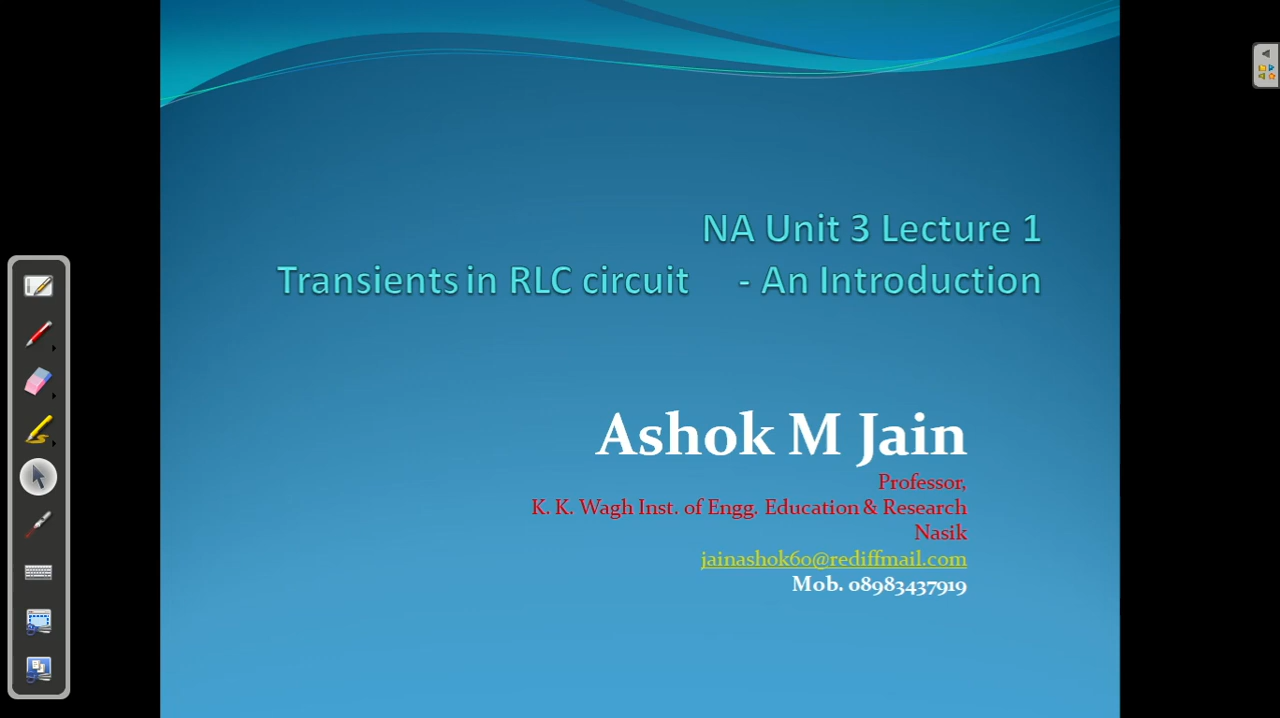 NA Unit 3 Lecture 1
Transients in RLC circuit - An Introduction
Ashok M Jain
Professor,
K. K. Wagh Inst. of Engg. Education & Research
Nasik
jainashok60@rediffmail.com
Mob. 08983437919